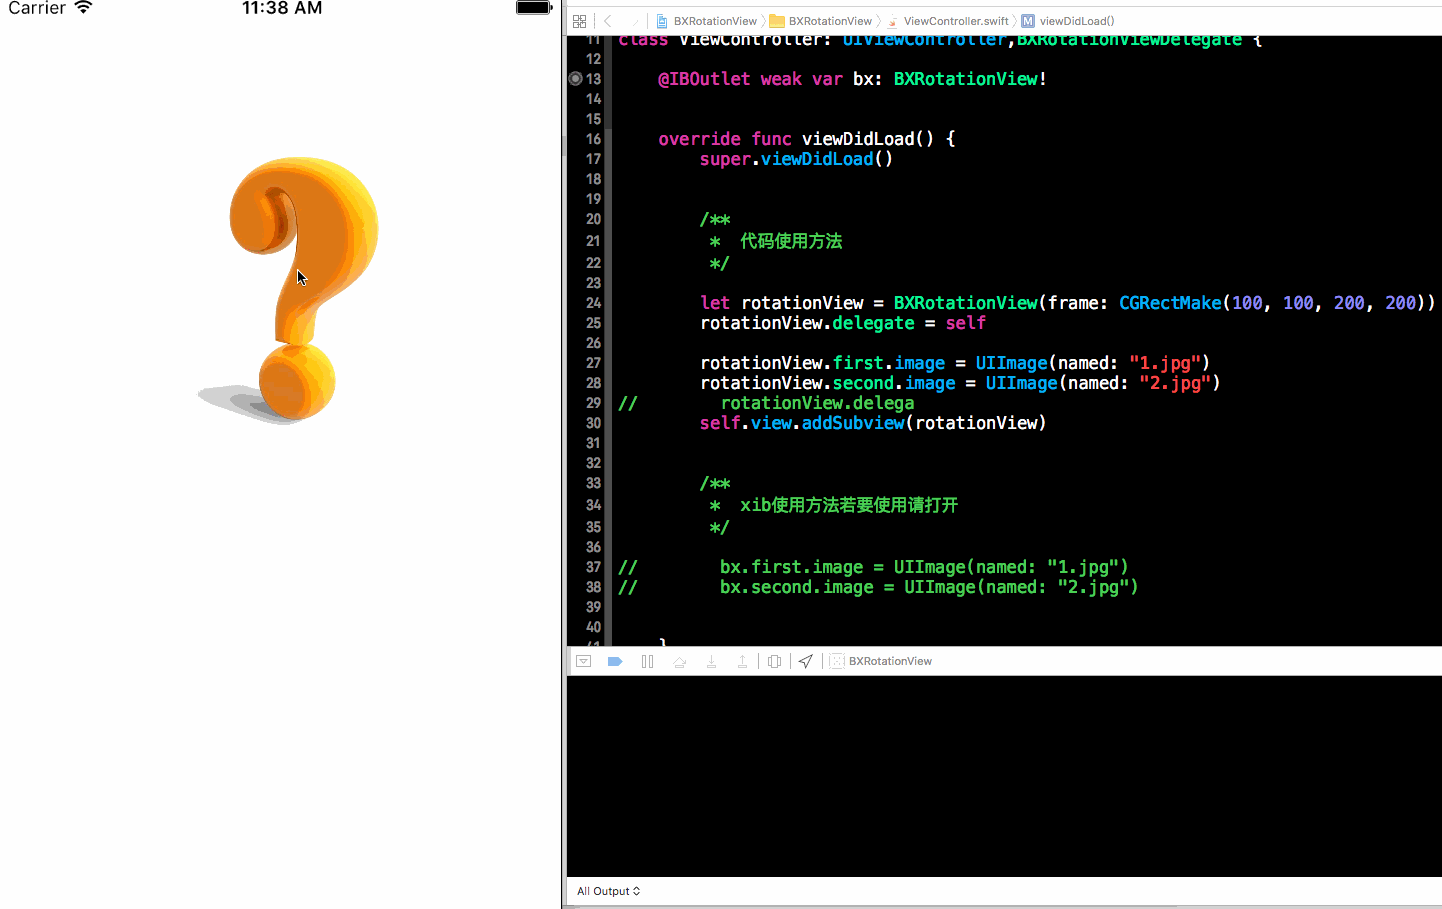 Carrier
11:38 AM
BXRotationView
BXRotationView
ViewController.swift
M viewDidLoad()
11 class ViewController: UIViewController,BXRotationViewDelegate {
12
13     @IBOutlet weak var bx: BXRotationView!
14
15
16     override func viewDidLoad() {
17         super.viewDidLoad()
18
19
20         /**
21          *  代码使用方法
22          */
23
24         let rotationView = BXRotationView(frame: CGRectMake(100, 100, 200, 200))
25         rotationView.delegate = self
26
27         rotationView.first.image = UIImage(named: "1.jpg")
28         rotationView.second.image = UIImage(named: "2.jpg")
29 //        rotationView.delega
30         self.view.addSubview(rotationView)
31
32
33         /**
34          *  xib使用方法若要使用请打开
35          */
36
37 //        bx.first.image = UIImage(named: "1.jpg")
38 //        bx.second.image = UIImage(named: "2.jpg")
39
40
41     }
BXRotationView
All Output